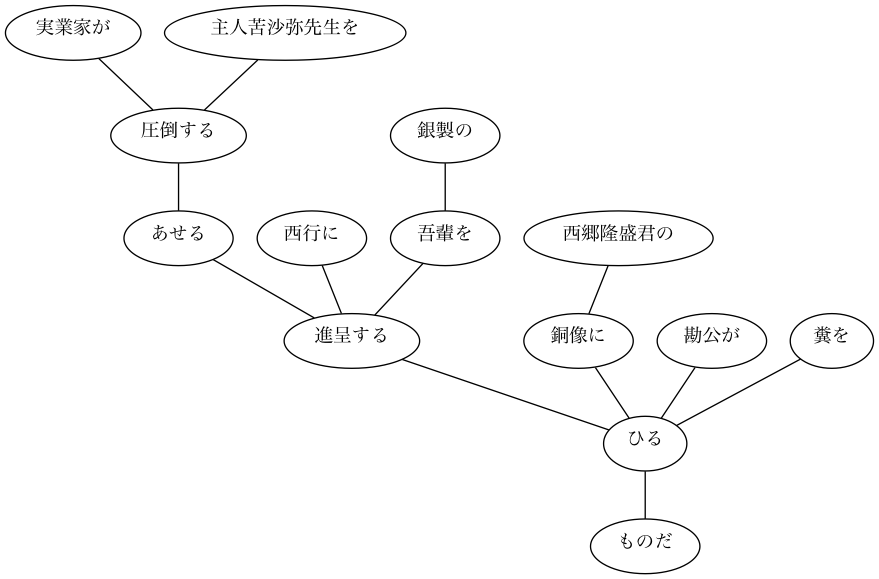 実業家が
主人苦沙弥先生を
圧倒する
銀製の
あせる
西行に
吾輩を
西郷隆盛君の
進呈する
銅像に
勘公が
糞を
ひる
ものだ